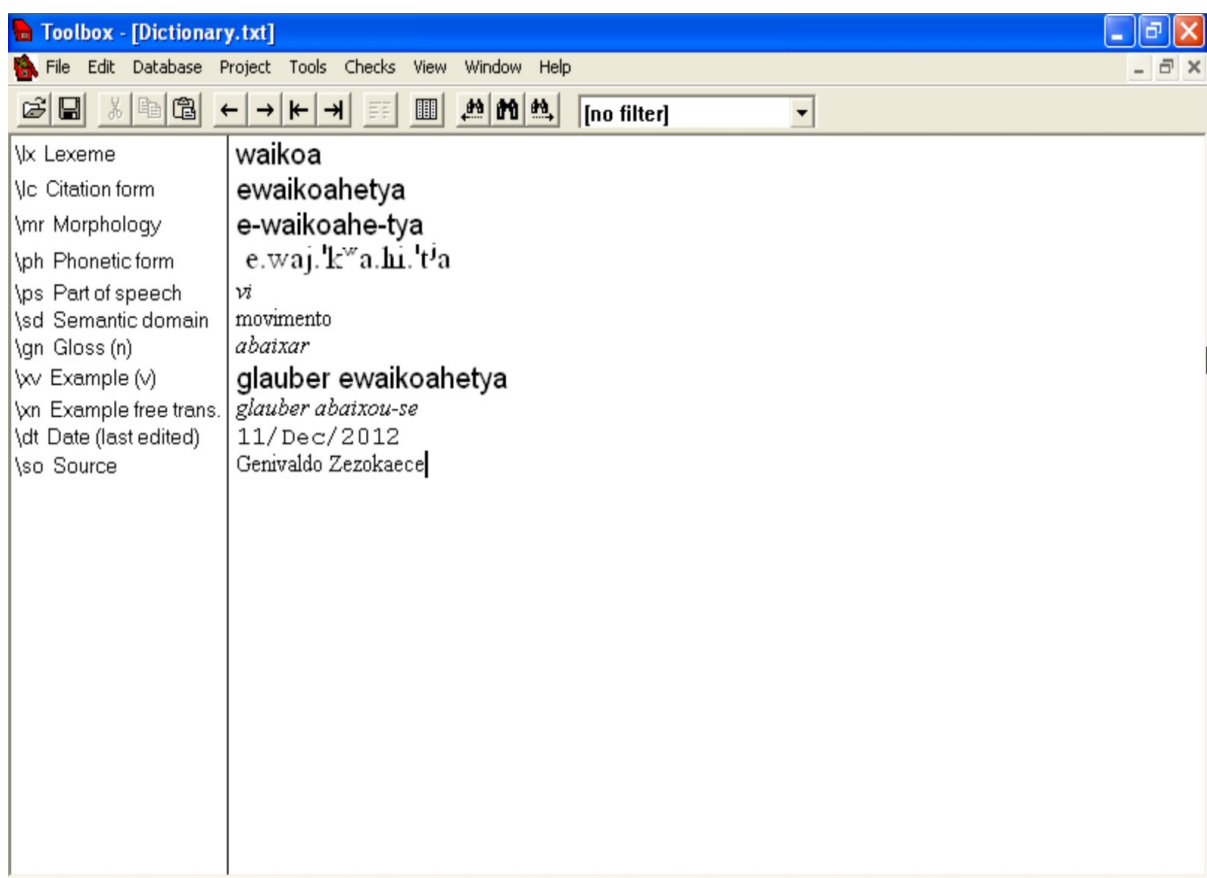 Toolbox - [Dictionary.txt]
File Edit Database Project Tools Checks View Window Help
[no filter]
\lx Lexeme waikoa
\lc Citation form ewaikoahetya
\mr Morphology e-waikoahe-tya
\ph Phonetic form e.waj.ˈkʷa.hi.ˈtʲa
\ps Part of speech vi
\sd Semantic domain movimento
\gn Gloss (n) abaixar
\xv Example (v) glauber ewaikoahetya
\xn Example free trans. glauber abaixou-se
\dt Date (last edited) 11/Dec/2012
\so Source Genivaldo Zezokaece